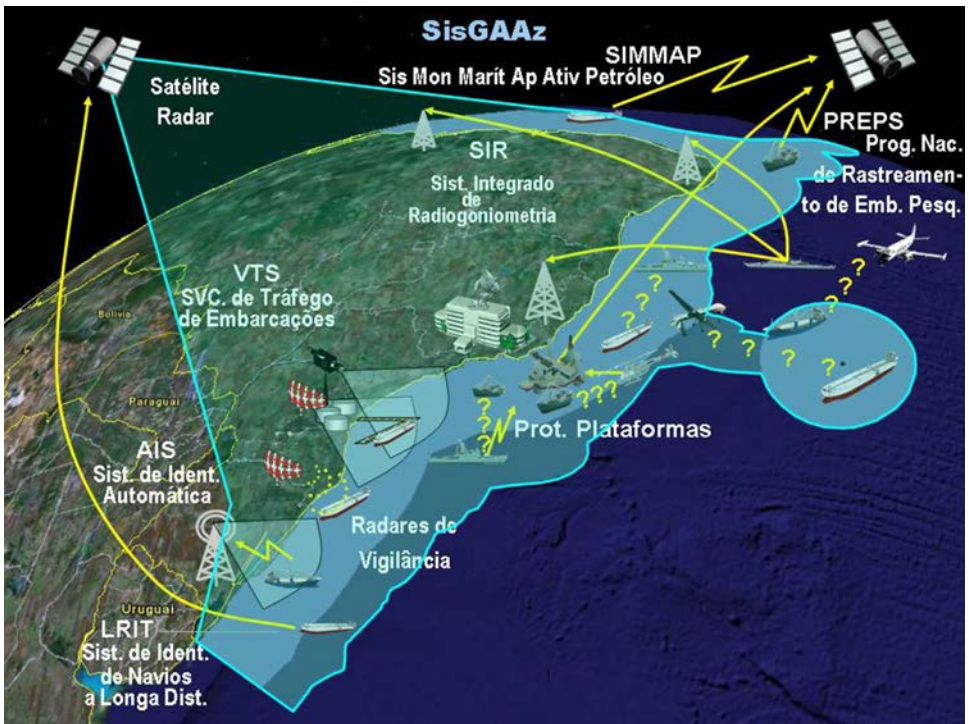 SisGAAz
SIMMAP
Sis Mon Marít Ap Ativ Petróleo
Satélite
Radar
PREPS
Prog. Nac.
de Rastreamen-
to de Emb. Pesq.
SIR
Sist. Integrado
de
Radiogoniometria
VTS
SVC. de Tráfego
de Embarcações
Bolivia
Paraguai
? ? ?
? ? ? ?
? ? ? ?
? ? ?
? ? ?
Prot. Plataformas
AIS
Sist. de Ident.
Automática
Radares de
Vigilância
Uruguai
LRIT
Sist. de Ident.
de Navios
a Longa Dist.